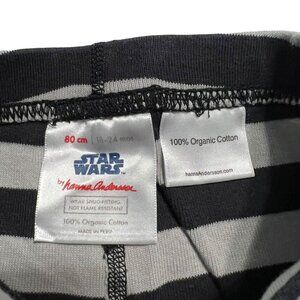 80 cm | 18-24 mos
STAR
WARS
by hanna Andersson
WEAR SNUG-FITTING,
NOT FLAME RESISTANT
100% Organic Cotton
MADE IN PERU
100% Organic Cotton
hannaAndersson.com